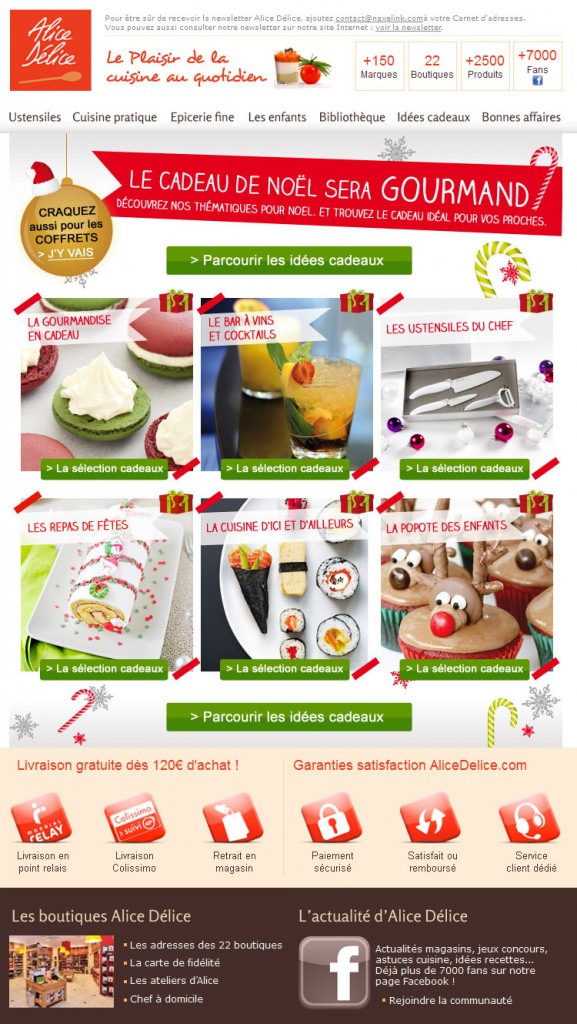 Alice
Délice
Pour être sûr de recevoir la newsletter Alice Délice, ajoutez contact@naxelink.comà votre Carnet d'adresses.
Vous pouvez aussi consulter notre newsletter sur notre site Internet : voir la newsletter.
Le Plaisir de la
cuisine au quotidien
+150
Marques
22
Boutiques
+2500
Produits
+7000
Fans
f
Ustensiles Cuisine pratique Epicerie fine Les enfants Bibliothèque Idées cadeaux Bonnes affaires
LE CADEAU DE NOËL SERA GOURMAND
DÉCOUVREZ NOS THÉMATIQUES POUR NOEL. ET TROUVEZ LE CADEAU IDÉAL POUR VOS PROCHES.
CRAQUEZ
aussi pour les
COFFRETS
> J'Y VAIS
> Parcourir les idées cadeaux
LA GOURMANDISE
EN CADEAU
> La sélection cadeaux
LE BAR À VINS
ET COCKTAILS
> La sélection cadeaux
LES USTENSILES DU CHEF
> La sélection cadeaux
LES REPAS DE FÊTES
> La sélection cadeaux
LA CUISINE D'ICI ET D'AILLEURS
> La sélection cadeaux
LA POPOTE DES ENFANTS
> La sélection cadeaux
> Parcourir les idées cadeaux
Livraison gratuite dès 120€ d'achat !
MONDIAL
RELAY
Livraison en
point relais
Colissimo
> suivi 48h
Livraison
Colissimo
Retrait en
magasin
Garanties satisfaction AliceDelice.com
Paiement
sécurisé
Satisfait ou
remboursé
Service
client dédié
Les boutiques Alice Délice
Les adresses des 22 boutiques
La carte de fidélité
Les ateliers d'Alice
Chef à domicile
L'actualité d'Alice Délice
f
Actualités magasins, jeux concours,
astuces cuisine, idées recettes...
Déjà plus de 7000 fans sur notre
page Facebook !
Rejoindre la communauté